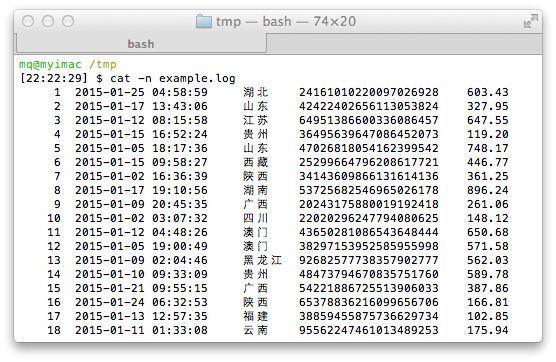 tmp — bash — 74×20
bash
mq@myimac /tmp
[22:22:29] $ cat -n example.log
1 2015-01-25 04:58:59 湖北 24161010220097026928 603.43
2 2015-01-17 13:43:06 山东 42422402656113053824 327.95
3 2015-01-12 08:15:58 江苏 64951386600336086457 647.55
4 2015-01-15 16:52:24 贵州 36495639647086452073 119.20
5 2015-01-05 18:17:36 山东 47026818054162399542 748.17
6 2015-01-15 09:58:27 西藏 25299664796208617721 446.77
7 2015-01-02 16:36:39 陕西 34143609866131614136 361.25
8 2015-01-17 19:10:56 湖南 53725682546965026178 896.24
9 2015-01-09 20:45:35 广西 20243175880019192418 261.06
10 2015-01-02 03:07:32 四川 22020296247794080625 148.12
11 2015-01-12 04:48:26 澳门 43650281086543648444 650.68
12 2015-01-05 19:00:49 澳门 38297153952585955998 571.58
13 2015-01-09 02:04:46 黑龙江 92682577738357902777 562.03
14 2015-01-10 09:33:09 贵州 48473794670835751760 589.78
15 2015-01-21 09:55:15 广西 54221886725513906033 387.86
16 2015-01-24 06:32:53 陕西 65378836216099656706 166.81
17 2015-01-13 12:57:35 福建 38859455875736629734 102.85
18 2015-01-11 01:33:08 云南 95562247461013489253 175.94